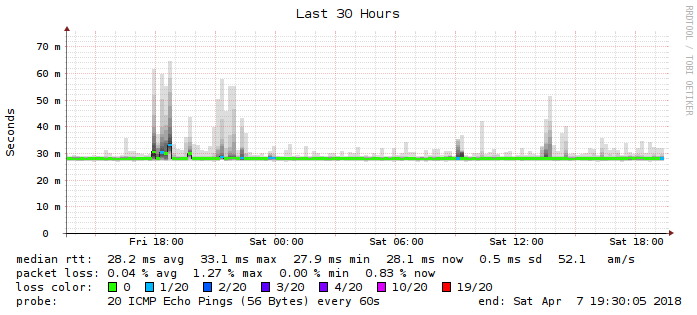 Last 30 Hours
RRDTOOL / TOBI OETIKER
Seconds
70 m
60 m
50 m
40 m
30 m
20 m
10 m
0
Fri 18:00 Sat 00:00 Sat 06:00 Sat 12:00 Sat 18:00
median rtt: 28.2 ms avg 33.1 ms max 27.9 ms min 28.1 ms now 0.5 ms sd 52.1 am/s
packet loss: 0.04 % avg 1.27 % max 0.00 % min 0.83 % now
loss color: 0 1/20 2/20 3/20 4/20 10/20 19/20
probe: 20 ICMP Echo Pings (56 Bytes) every 60s end: Sat Apr 7 19:30:05 2018